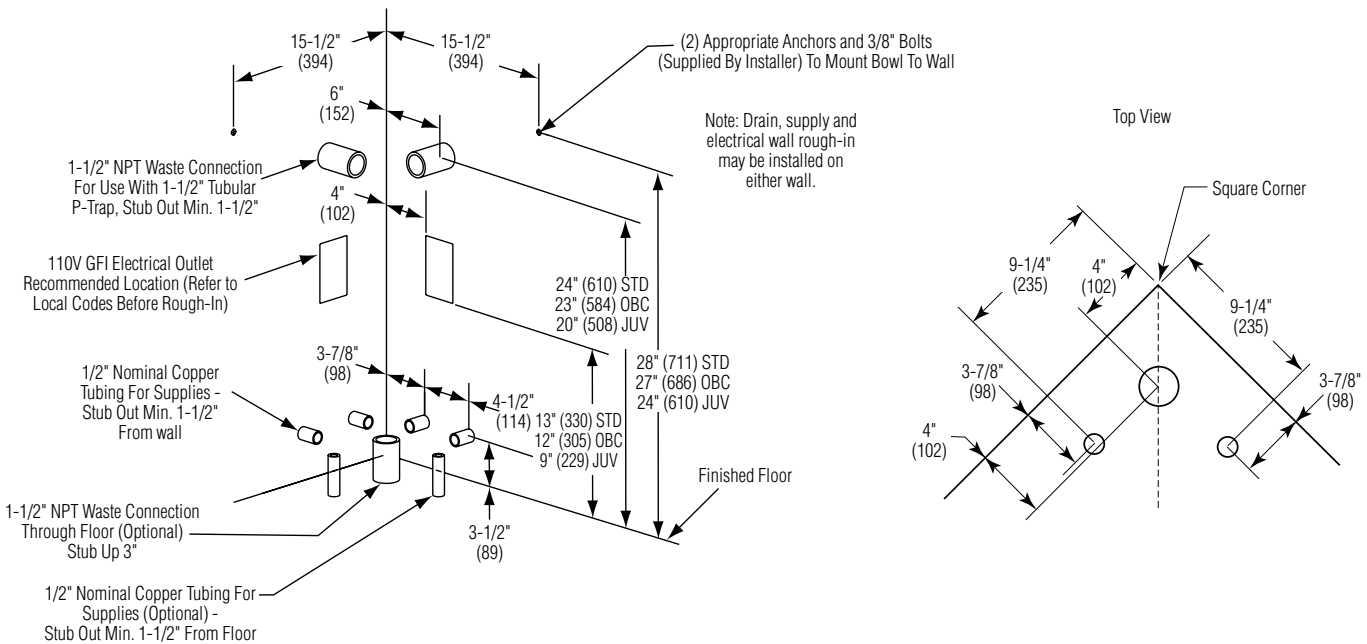 15-1/2"
(394)
15-1/2"
(394)
(2) Appropriate Anchors and 3/8" Bolts
(Supplied By Installer) To Mount Bowl To Wall
6"
(152)
Note: Drain, supply and
electrical wall rough-in
may be installed on
either wall.
1-1/2" NPT Waste Connection
For Use With 1-1/2" Tubular
P-Trap, Stub Out Min. 1-1/2"
4"
(102)
110V GFI Electrical Outlet
Recommended Location (Refer to
Local Codes Before Rough-In)
24" (610) STD
23" (584) OBC
20" (508) JUV
28" (711) STD
27" (686) OBC
24" (610) JUV
3-7/8"
(98)
4-1/2"
(114)
13" (330) STD
12" (305) OBC
9" (229) JUV
1/2" Nominal Copper
Tubing For Supplies -
Stub Out Min. 1-1/2"
From wall
Finished Floor
1-1/2" NPT Waste Connection
Through Floor (Optional)
Stub Up 3"
3-1/2"
(89)
1/2" Nominal Copper Tubing For
Supplies (Optional) -
Stub Out Min. 1-1/2" From Floor
Top View
Square Corner
9-1/4"
(235)
4"
(102)
9-1/4"
(235)
3-7/8"
(98)
3-7/8"
(98)
4"
(102)